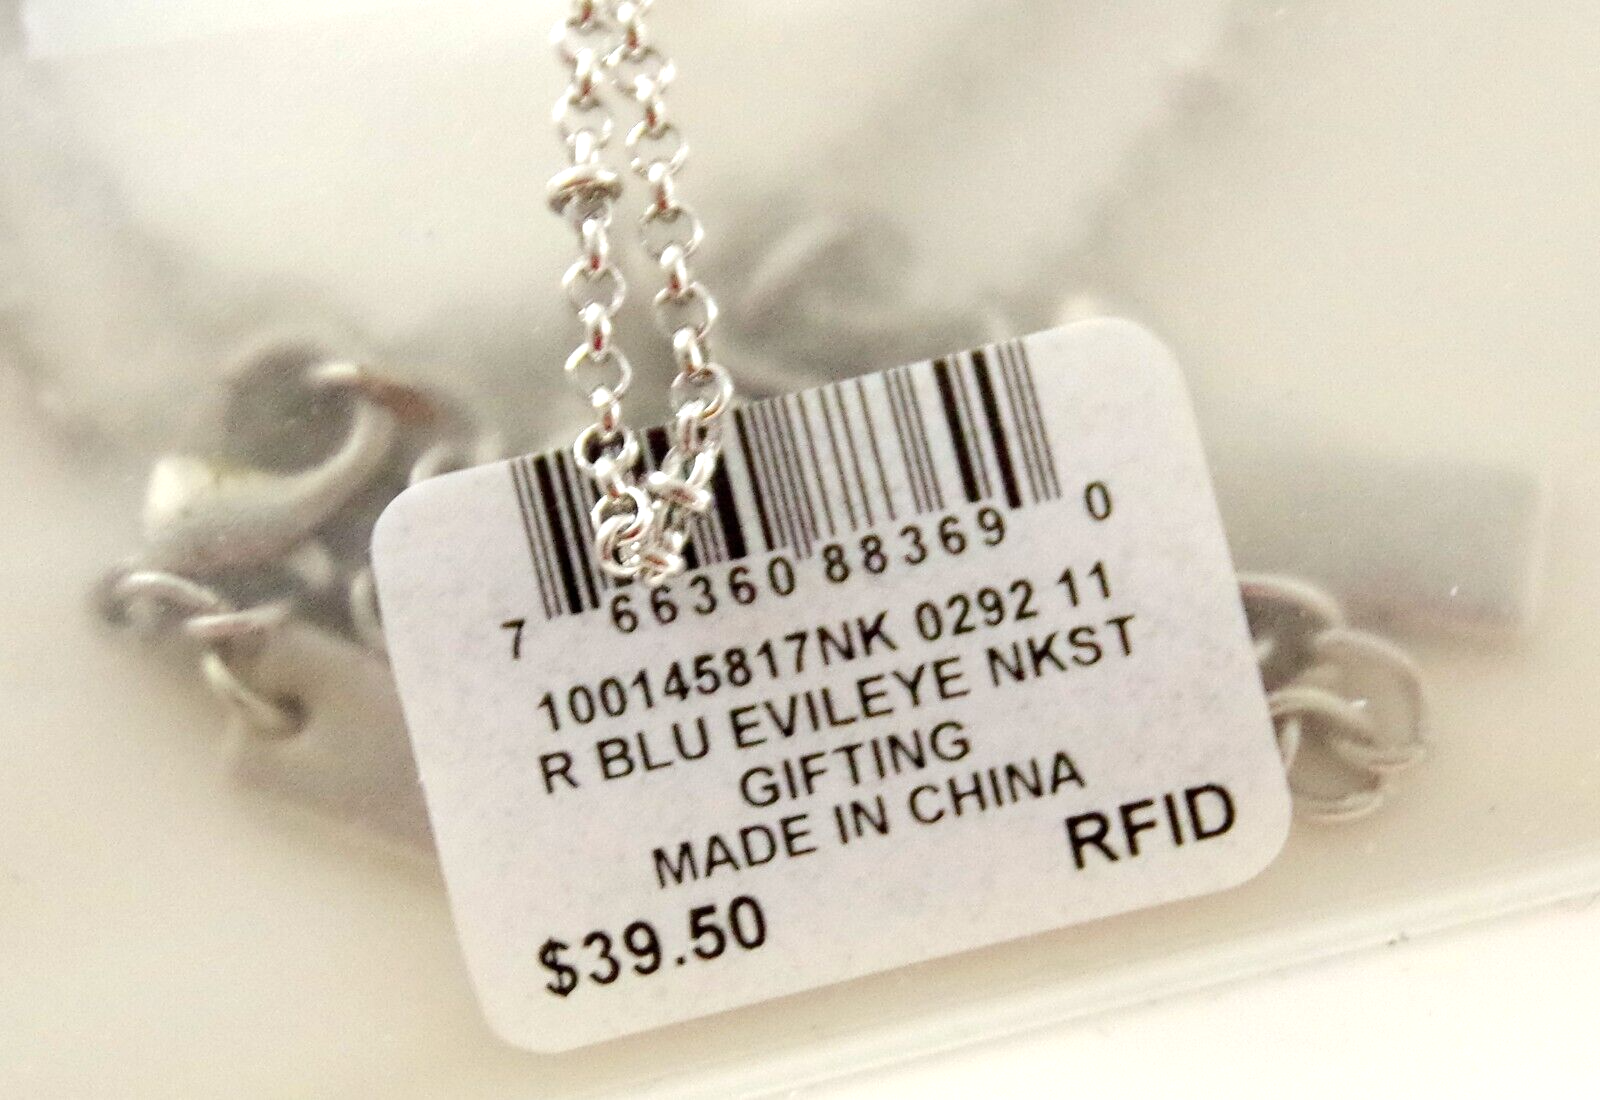 7 66360 88369 0
100145817NK 0292 11
R BLU EVILEYE NKST
GIFTING
MADE IN CHINA
RFID
$39.50